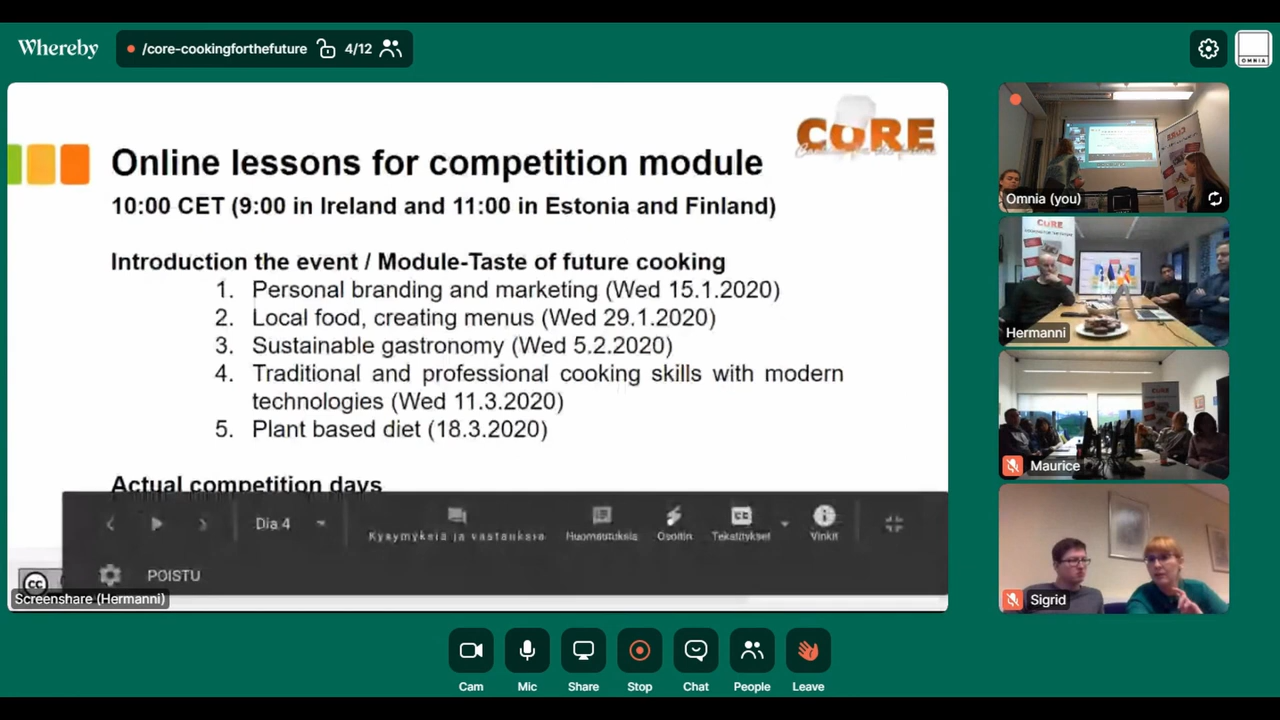 Whereby
/core-cookingforthefuture
4/12
OMNIA
CORE
Online lessons for competition module
10:00 CET (9:00 in Ireland and 11:00 in Estonia and Finland)
Introduction the event / Module-Taste of future cooking
1. Personal branding and marketing (Wed 15.1.2020)
2. Local food, creating menus (Wed 29.1.2020)
3. Sustainable gastronomy (Wed 5.2.2020)
4. Traditional and professional cooking skills with modern
technologies (Wed 11.3.2020)
5. Plant based diet (18.3.2020)
Actual competition days
Dia 4
Kysymyksiä ja vastauksia
Huomautuksia
Osoitin
Tekstitykset
Vinkit
POISTU
cc
Screenshare (Hermanni)
Omnia (you)
CORE
Hermanni
CORE
Maurice
Sigrid
Cam
Mic
Share
Stop
Chat
People
Leave